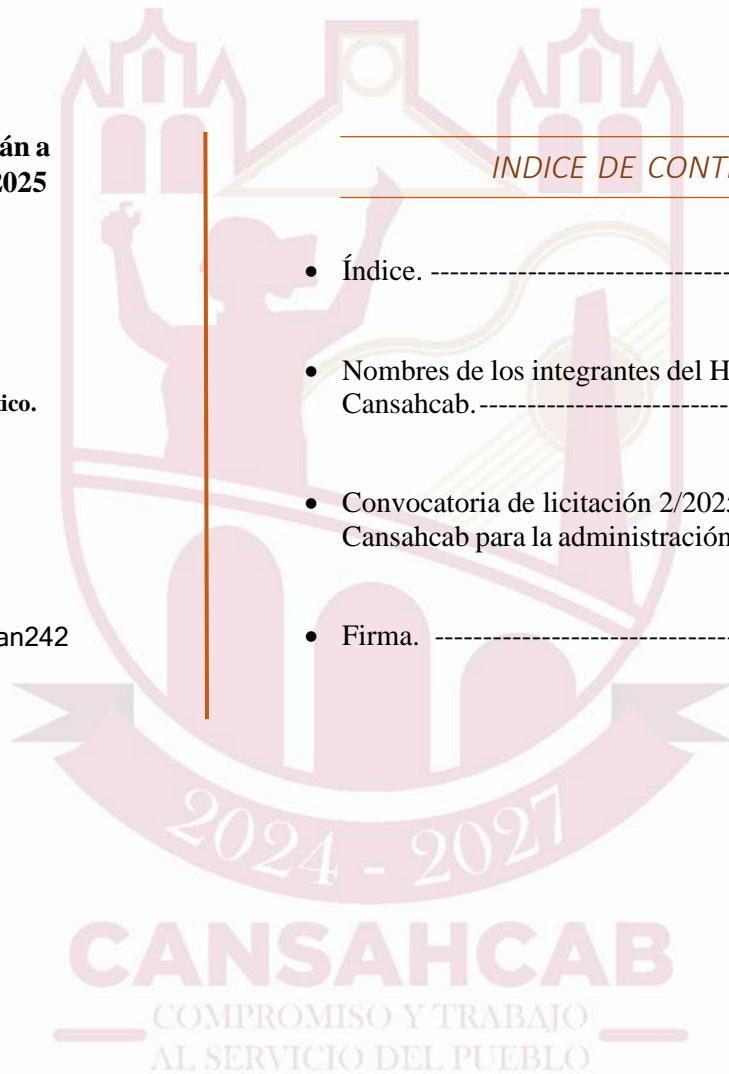 án a
2025
ico.
an242
INDICE DE CONT
• Índice. --------------------------------
• Nombres de los integrantes del H
Cansahcab.--------------------------
• Convocatoria de licitación 2/2025
Cansahcab para la administración
• Firma. --------------------------------
2024 - 2027
CANSAHCAB
COMPROMISO Y TRABAJO
AL SERVICIO DEL PUEBLO